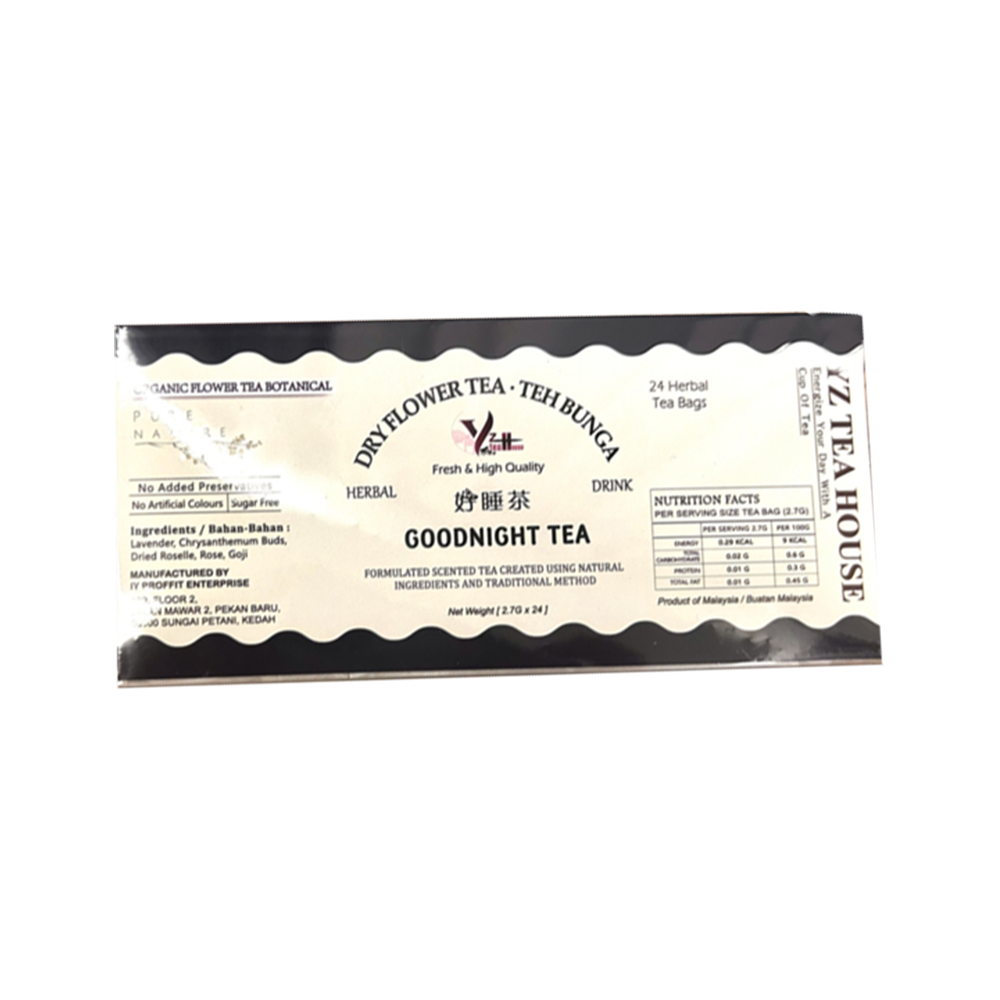 ORGANIC FLOWER TEA BOTANICAL
PURE
NATURE
No Added Preservatives
No Artificial Colours Sugar Free
Ingredients / Bahan-Bahan :
Lavender, Chrysanthemum Buds,
Dried Roselle, Rose, Goji
MANUFACTURED BY
IV PROFFIT ENTERPRISE
FLOOR 2,
MAWAR 2, PEKAN BARU,
SUNGAI PETANI, KEDAH
DRY FLOWER TEA · TEH BUNGA
Fresh & High Quality
HERBAL DRINK
好睡茶
GOODNIGHT TEA
FORMULATED SCENTED TEA CREATED USING NATURAL
INGREDIENTS AND TRADITIONAL METHOD
Net Weight [ 2.7G x 24 ]
24 Herbal
Tea Bags
NUTRITION FACTS
PER SERVING SIZE TEA BAG (2.7G)
PER SERVING 2.7G PER 100G
ENERGY 0.29 KCAL 9 KCAL
TOTAL CARBOHYDRATE 0.02 G 0.6 G
PROTEIN 0.01 G 0.3 G
TOTAL FAT 0.01 G 0.45 G
Product of Malaysia / Buatan Malaysia
YZ TEA HOUSE
Energize Your Day With A
Cup Of Tea